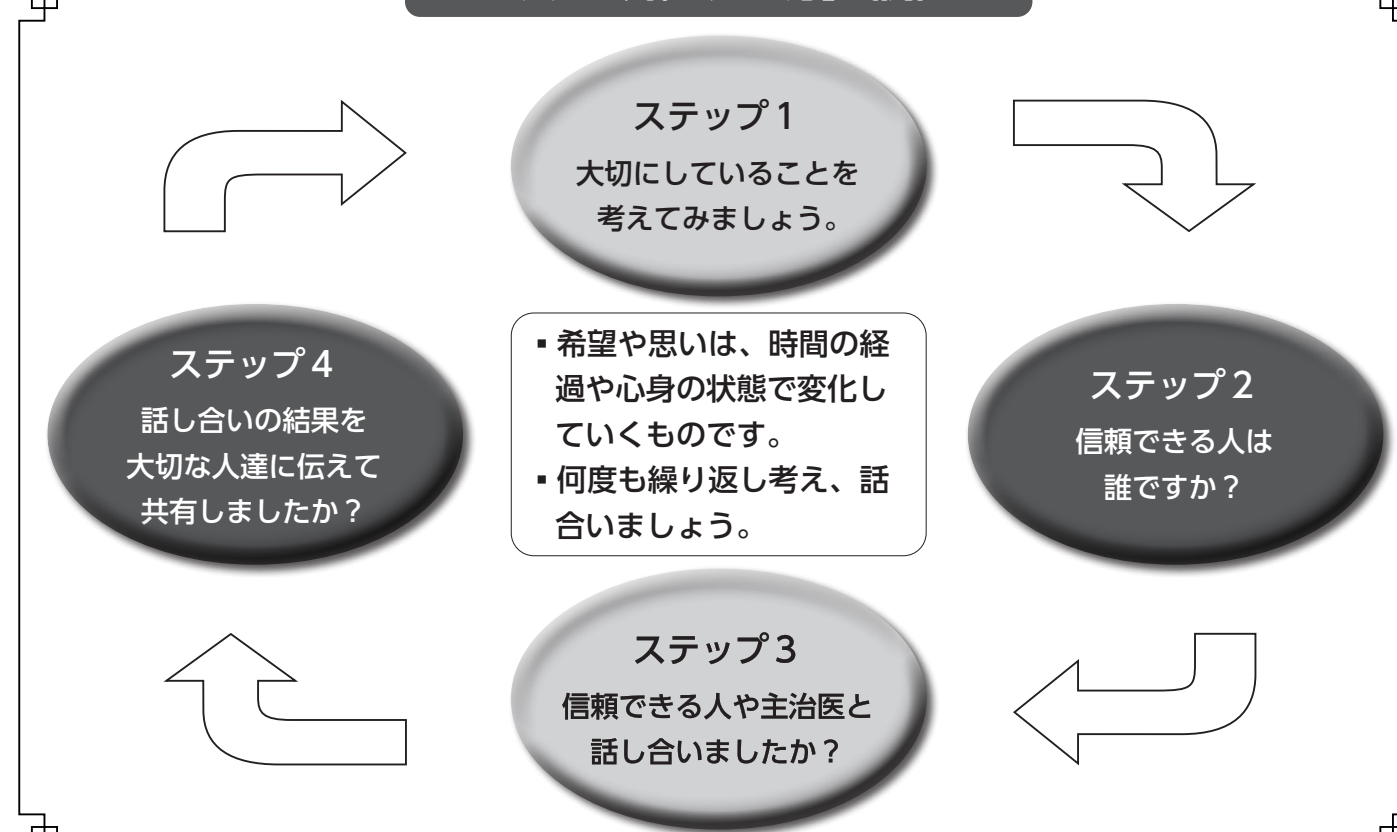 ステップ１
大切にしていることを
考えてみましょう。
ステップ２
信頼できる人は
誰ですか？
ステップ３
信頼できる人や主治医と
話し合いましたか？
ステップ４
話し合いの結果を
大切な人達に伝えて
共有しましたか？
▪希望や思いは、時間の経
過や心身の状態で変化し
ていくものです。
▪何度も繰り返し考え、話
合いましょう。